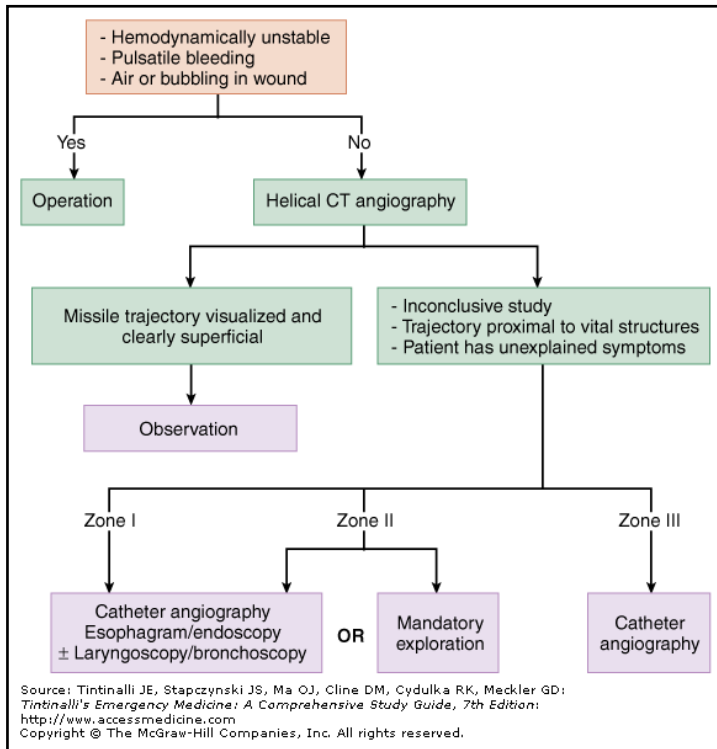 - Hemodynamically unstable
- Pulsatile bleeding
- Air or bubbling in wound
Yes
No
Operation
Helical CT angiography
Missile trajectory visualized and
clearly superficial
- Inconclusive study
- Trajectory proximal to vital structures
- Patient has unexplained symptoms
Observation
Zone I
Zone II
Zone III
Catheter angiography
Esophagram/endoscopy
± Laryngoscopy/bronchoscopy
OR
Mandatory
exploration
Catheter
angiography
Source: Tintinalli JE, Stapczynski JS, Ma OJ, Cline DM, Cydulka RK, Meckler GD:
Tintinalli's Emergency Medicine: A Comprehensive Study Guide, 7th Edition:
http://www.accessmedicine.com
Copyright © The McGraw-Hill Companies, Inc. All rights reserved.